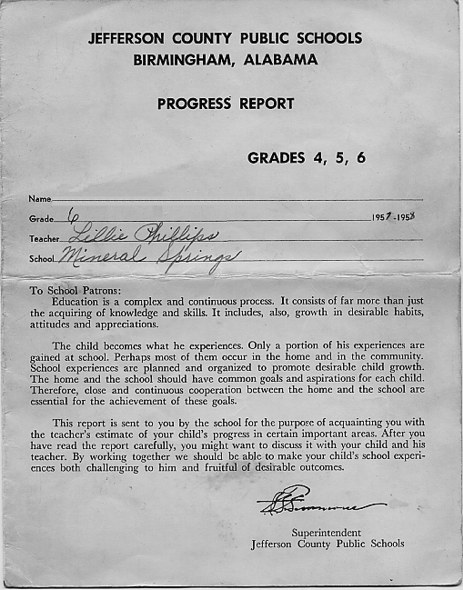 JEFFERSON COUNTY PUBLIC SCHOOLS
BIRMINGHAM, ALABAMA
PROGRESS REPORT
GRADES 4, 5, 6
Name
Grade 6 1957-1958
Teacher Lillie Phillips
School Mineral Springs
To School Patrons:
Education is a complex and continuous process. It consists of far more than just
the acquiring of knowledge and skills. It includes, also, growth in desirable habits,
attitudes and appreciations.
The child becomes what he experiences. Only a portion of his experiences are
gained at school. Perhaps most of them occur in the home and in the community.
School experiences are planned and organized to promote desirable child growth.
The home and the school should have common goals and aspirations for each child.
Therefore, close and continuous cooperation between the home and the school are
essential for the achievement of these goals.
This report is sent to you by the school for the purpose of acquainting you with
the teacher's estimate of your child's progress in certain important areas. After you
have read the report carefully, you might want to discuss it with your child and his
teacher. By working together we should be able to make your child's school experi-
ences both challenging to him and fruitful of desirable outcomes.
Superintendent
Jefferson County Public Schools